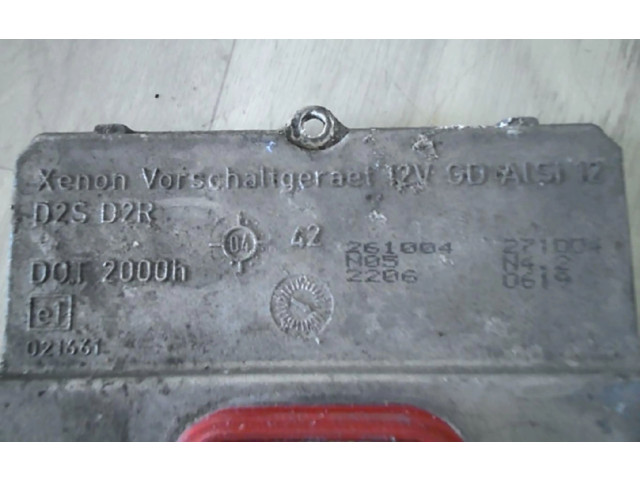 Xenon Vorschaltgeraet 12V GD AlSi 12
D2S D2R
04 42
261004 271004
N05 N4.2
DOT 2000h
2206 0614
e1
021661